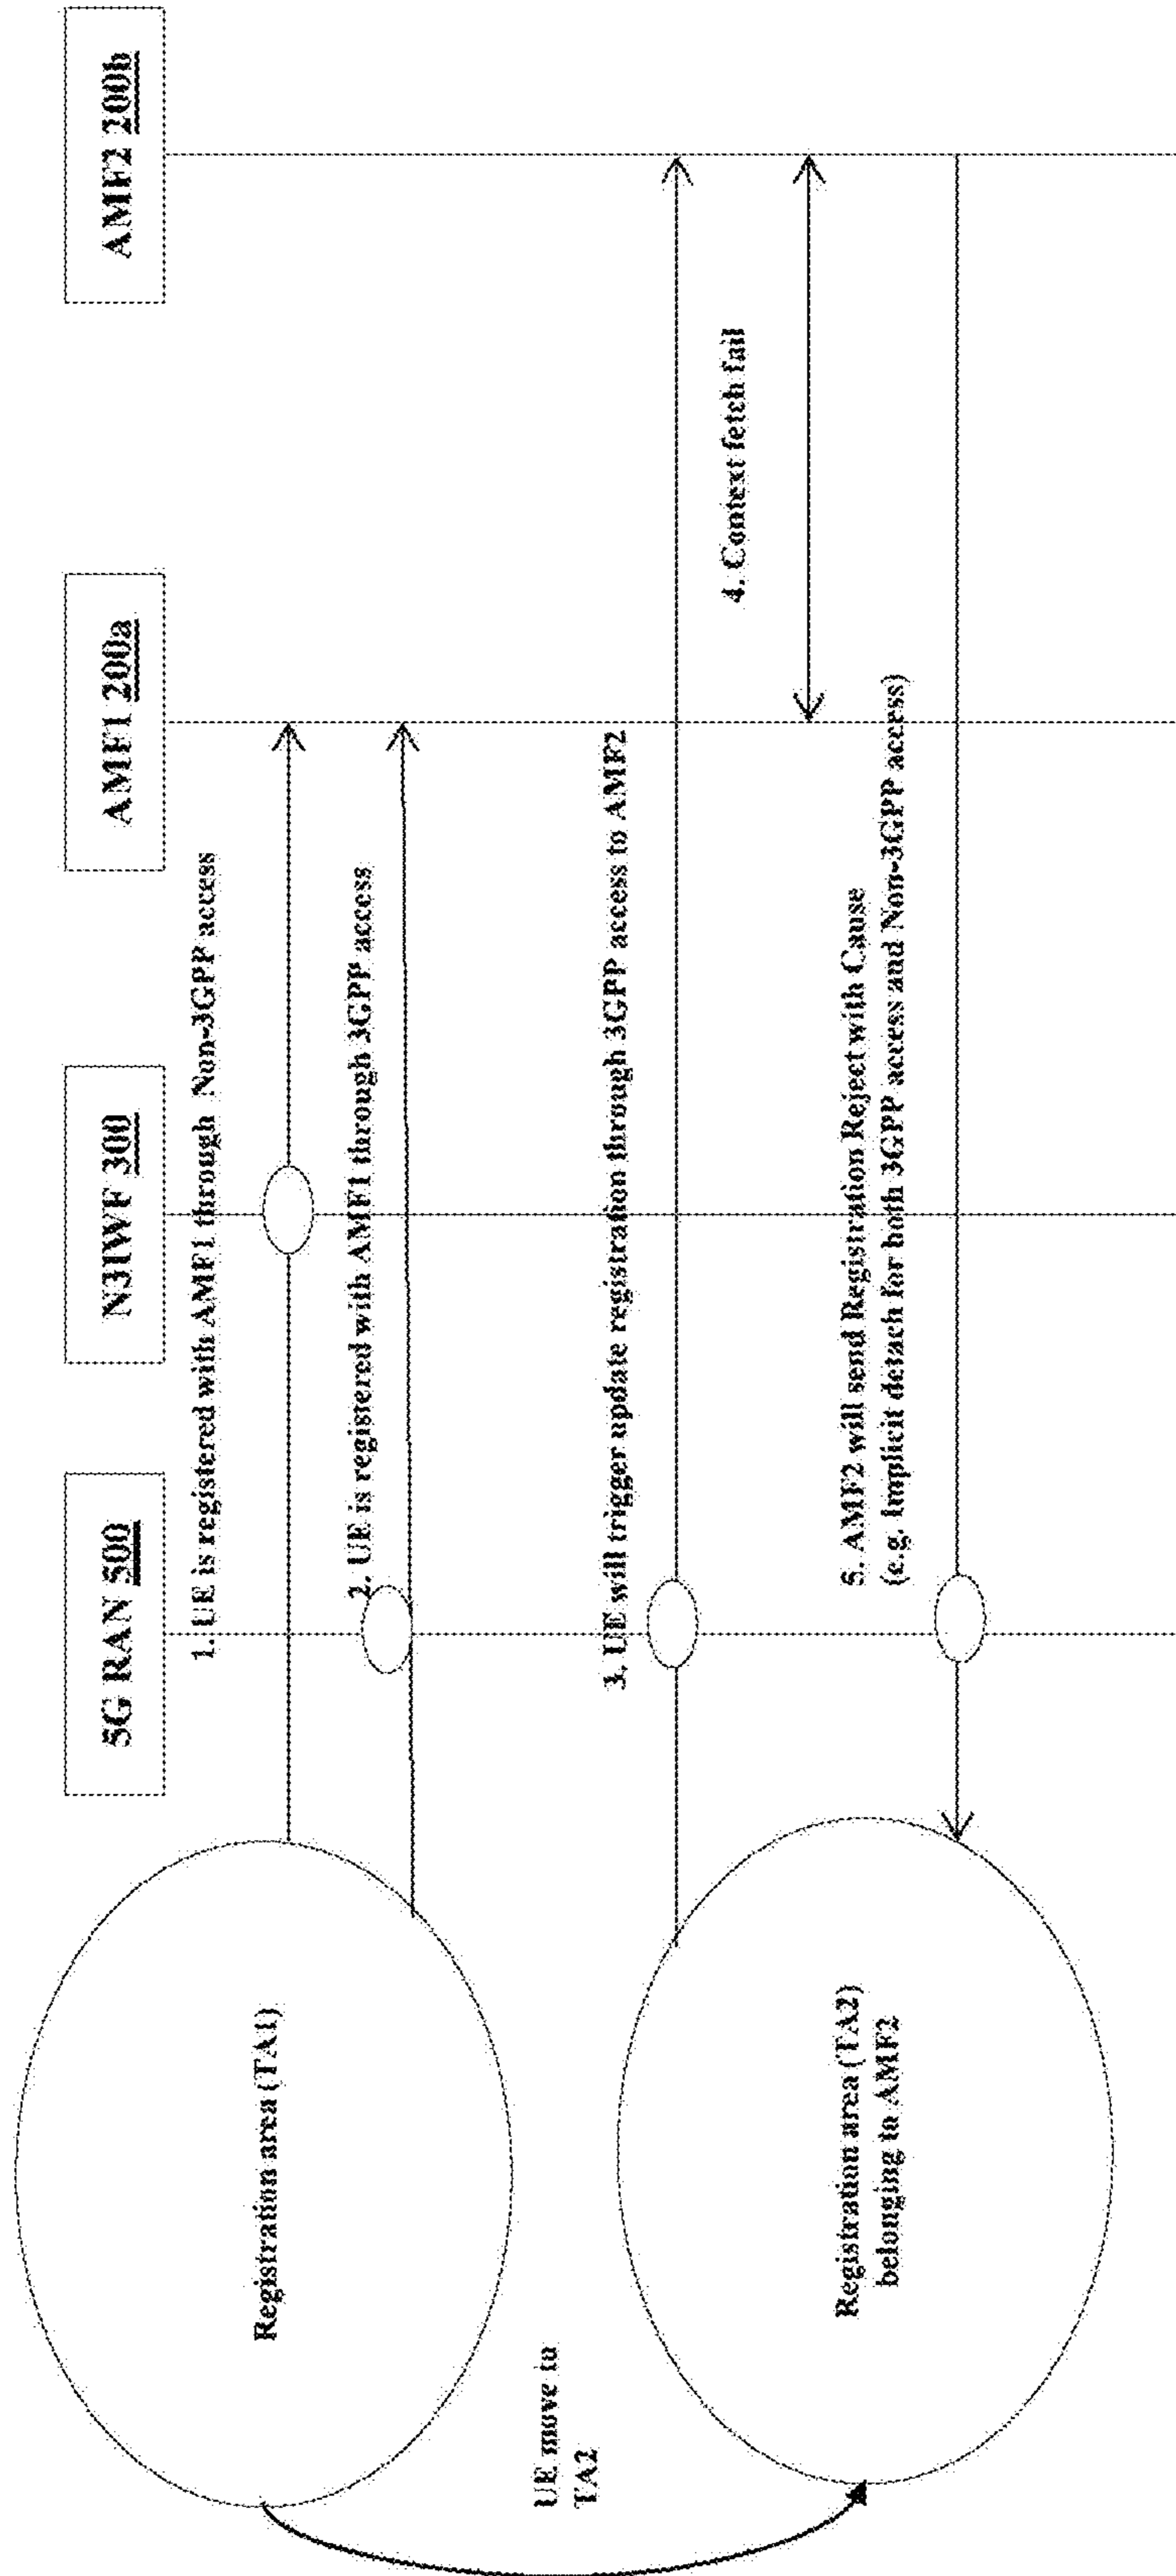 5G RAN 500
N3IWF 300
AMF1 200a
AMF2 200b
1. UE is registered with AMF1 through Non-3GPP access
Registration area (TA1)
2. UE is registered with AMF1 through 3GPP access
UE move to
TA2
3. UE will trigger update registration through 3GPP access to AMF2
4. Context fetch fail
Registration area (TA2)
belonging to AMF2
5. AMF2 will send Registration Reject with Cause
(e.g. Implicit detach for both 3GPP access and Non-3GPP access)